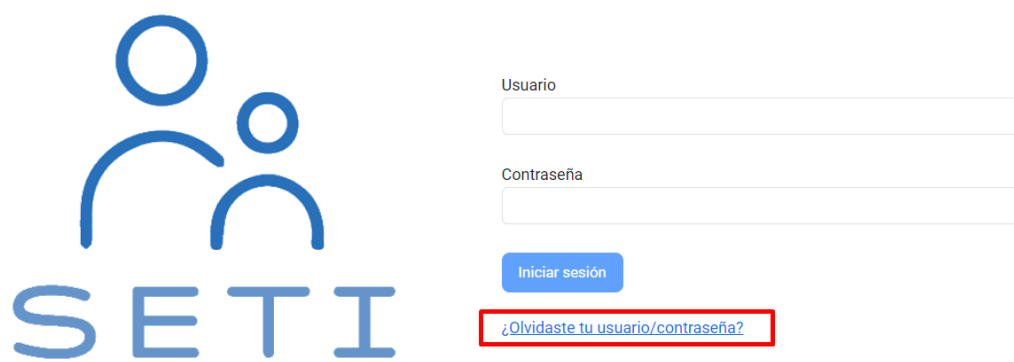 SETI
Usuario
Contraseña
Iniciar sesión
¿Olvidaste tu usuario/contraseña?